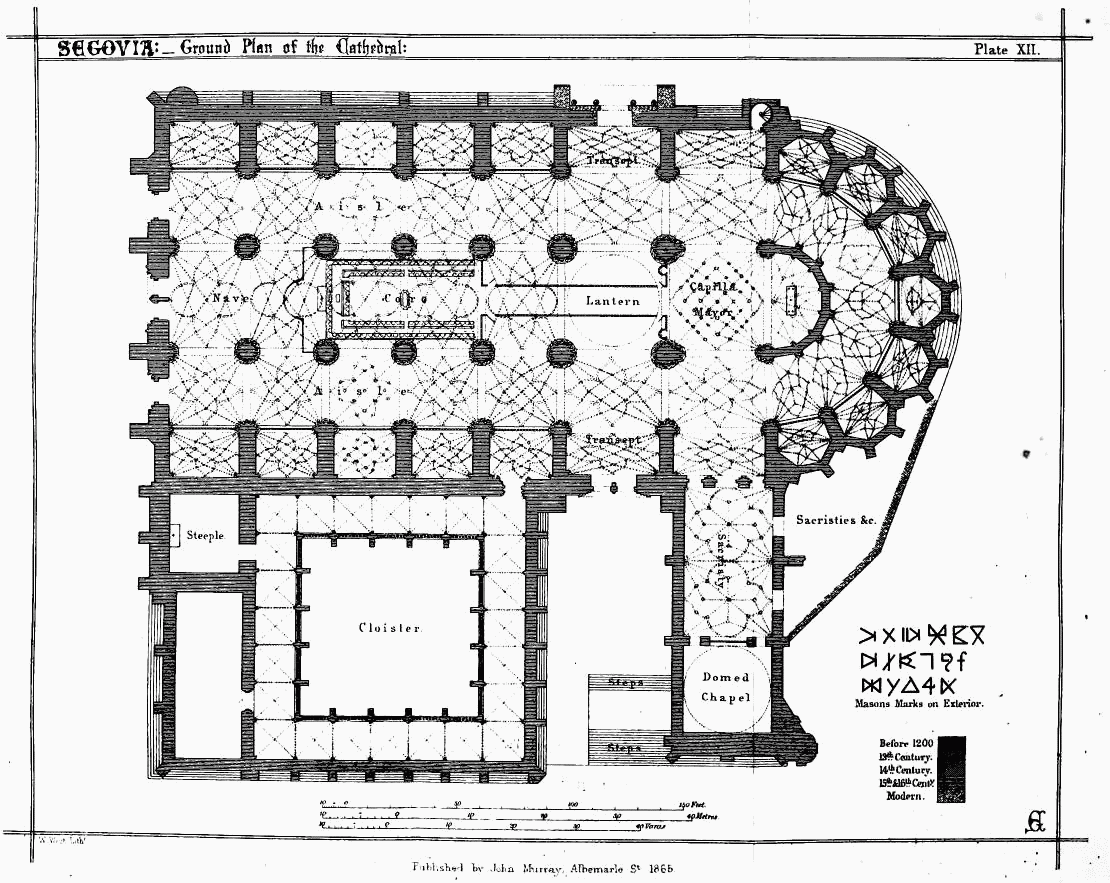 SEGOVIA:— Ground Plan of the Cathedral:
Plate XII.
Transept
Aisle
Nave
Coro
Lantern
Capilla
Mayor
Aisle
Transept
Steeple.
Sacristy
Sacristies &c.
Cloister.
Domed
Chapel
Steps
Steps
Masons Marks on Exterior.
Before 1200
13th Century.
14th Century.
15th & 16th Centy
Modern.
10 0 50 100 150 Feet.
10 0 10 20 30 40 Metres
10 0 10 20 30 40 Varas
W. West Lith!
Published by John Murray, Albemarle St 1865.